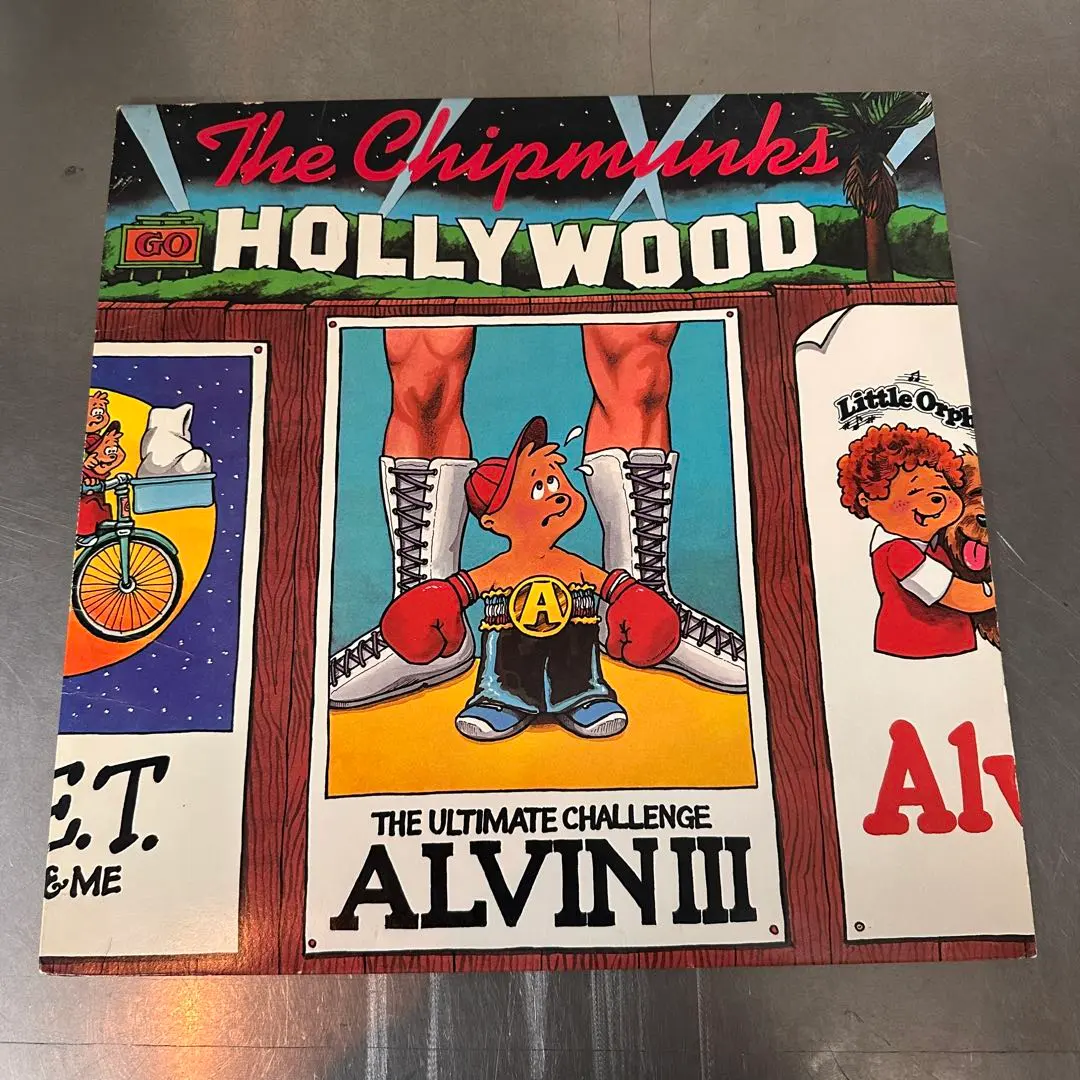 The Chipmunks
GO
HOLLYWOOD
E.T.
& ME
A
THE ULTIMATE CHALLENGE
ALVIN III
Little Orph
Alv